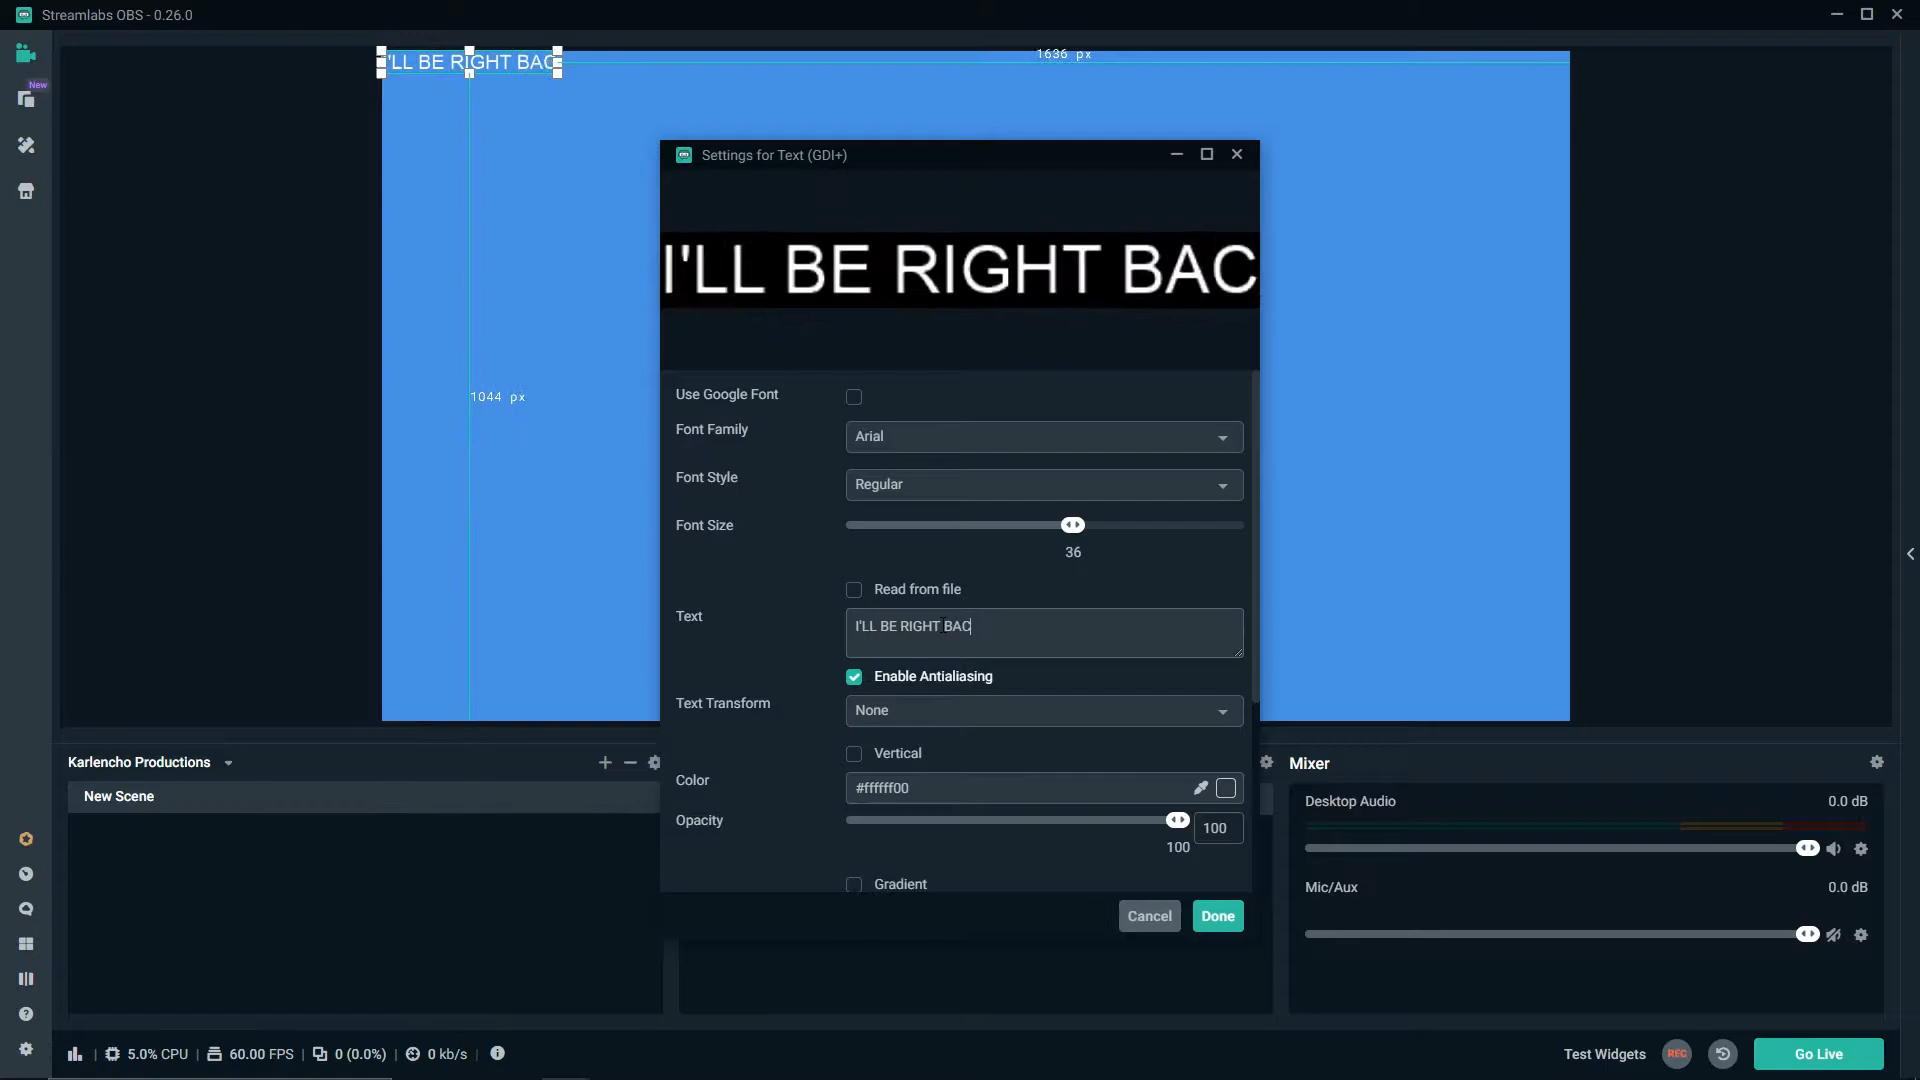 Streamlabs OBS - 0.26.0
New
I'LL BE RIGHT BAC
1636 px
1044 px
Settings for Text (GDI+)
I'LL BE RIGHT BAC
Use Google Font
Font Family
Arial
Font Style
Regular
Font Size
36
Read from file
Text
I'LL BE RIGHT BAC
Enable Antialiasing
Text Transform
None
Vertical
Color
#ffffff00
Opacity
100
100
Gradient
Cancel
Done
Karlencho Productions
New Scene
Mixer
Desktop Audio
0.0 dB
Mic/Aux
0.0 dB
5.0% CPU
60.00 FPS
0 (0.0%)
0 kb/s
Test Widgets
REC
Go Live